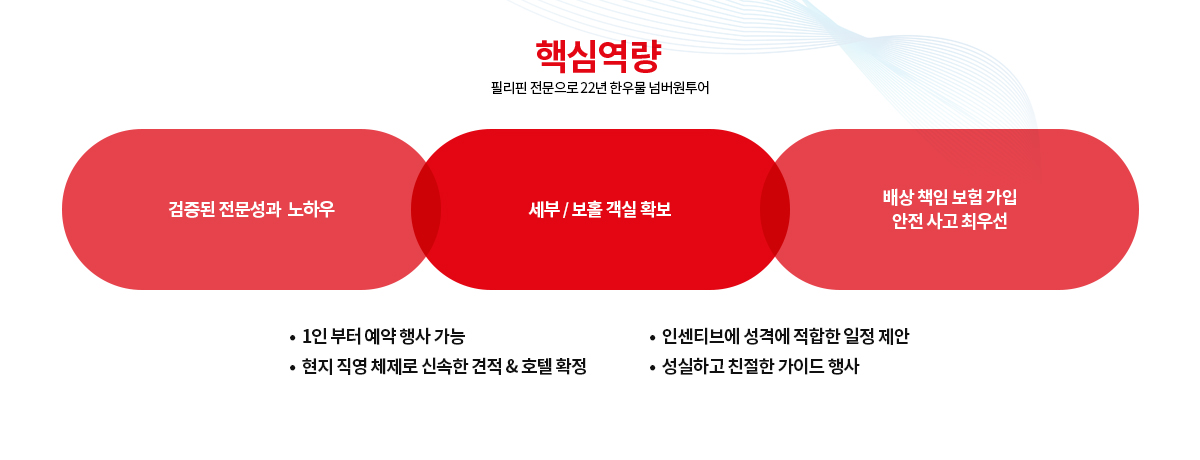 핵심역량
필리핀 전문으로 22년 한우물 넘버원투어
검증된 전문성과 노하우
세부 / 보홀 객실 확보
배상 책임 보험 가입
안전 사고 최우선
• 1인 부터 예약 행사 가능
• 현지 직영 체제로 신속한 견적 & 호텔 확정
• 인센티브에 성격에 적합한 일정 제안
• 성실하고 친절한 가이드 행사